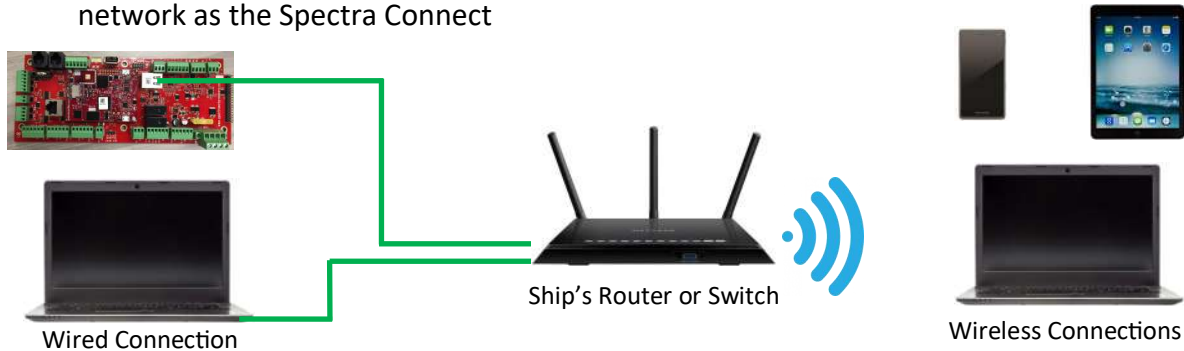 network as the Spectra Connect
Ship's Router or Switch
Wired Connection
Wireless Connections